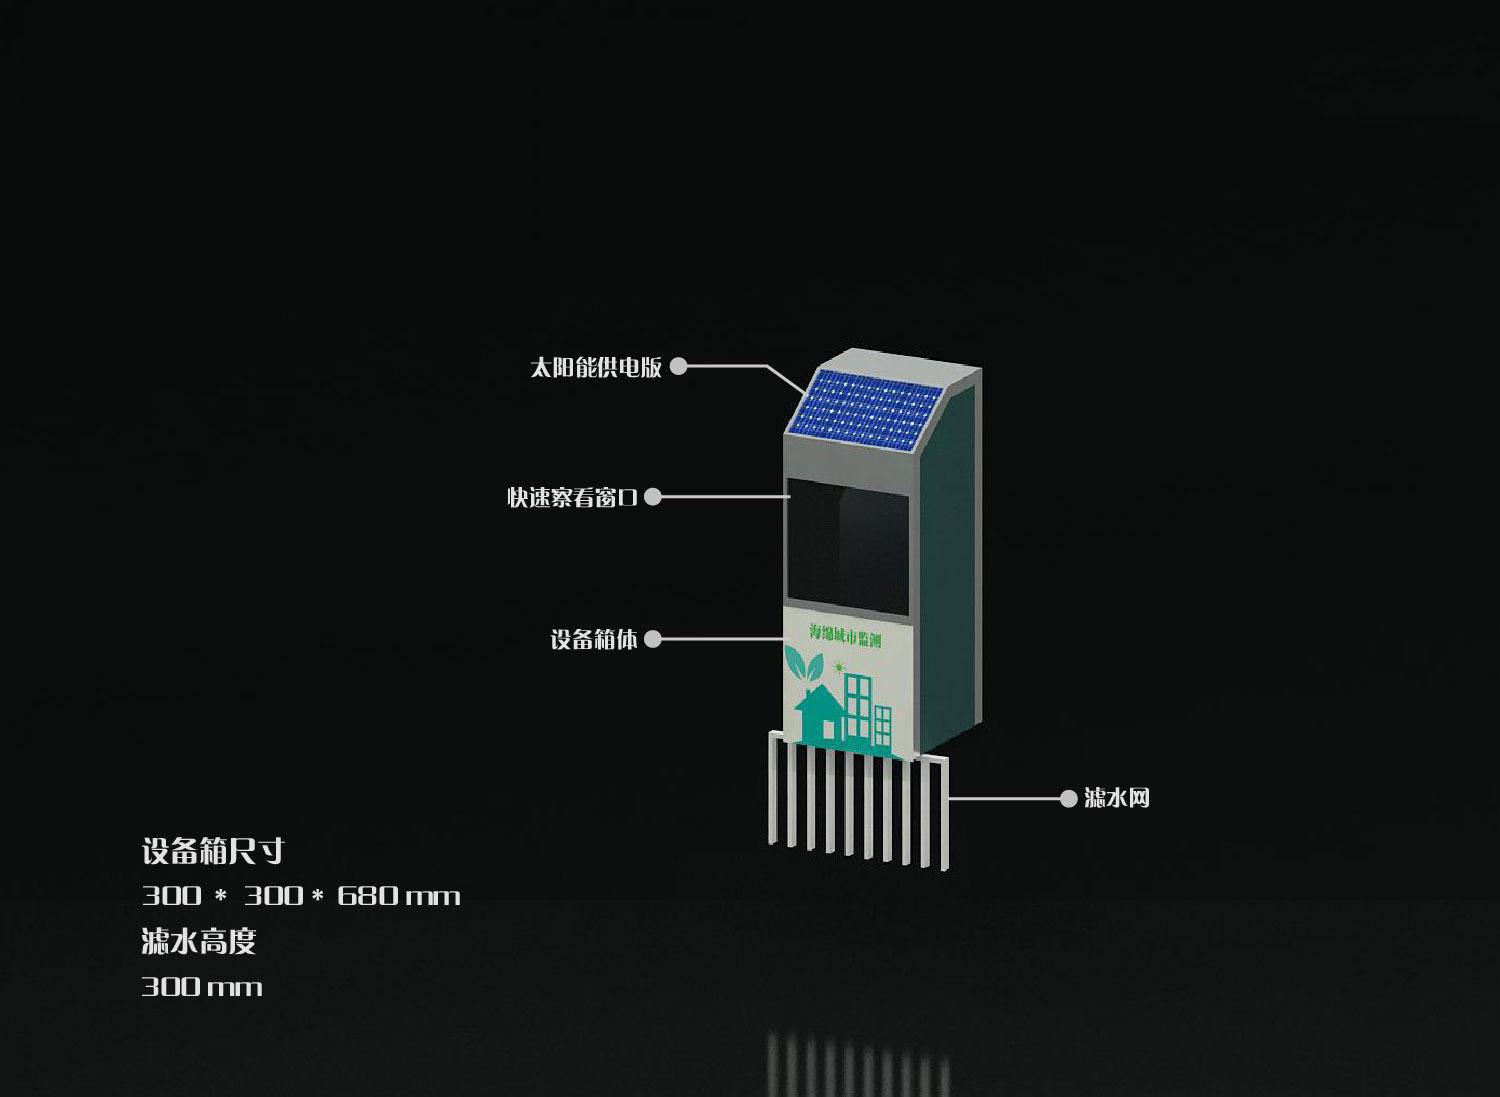 太阳能供电版
快速察看窗口
设备箱体
海绵城市监测
滤水网
设备箱尺寸
300 * 300 * 680 mm
滤水高度
300 mm